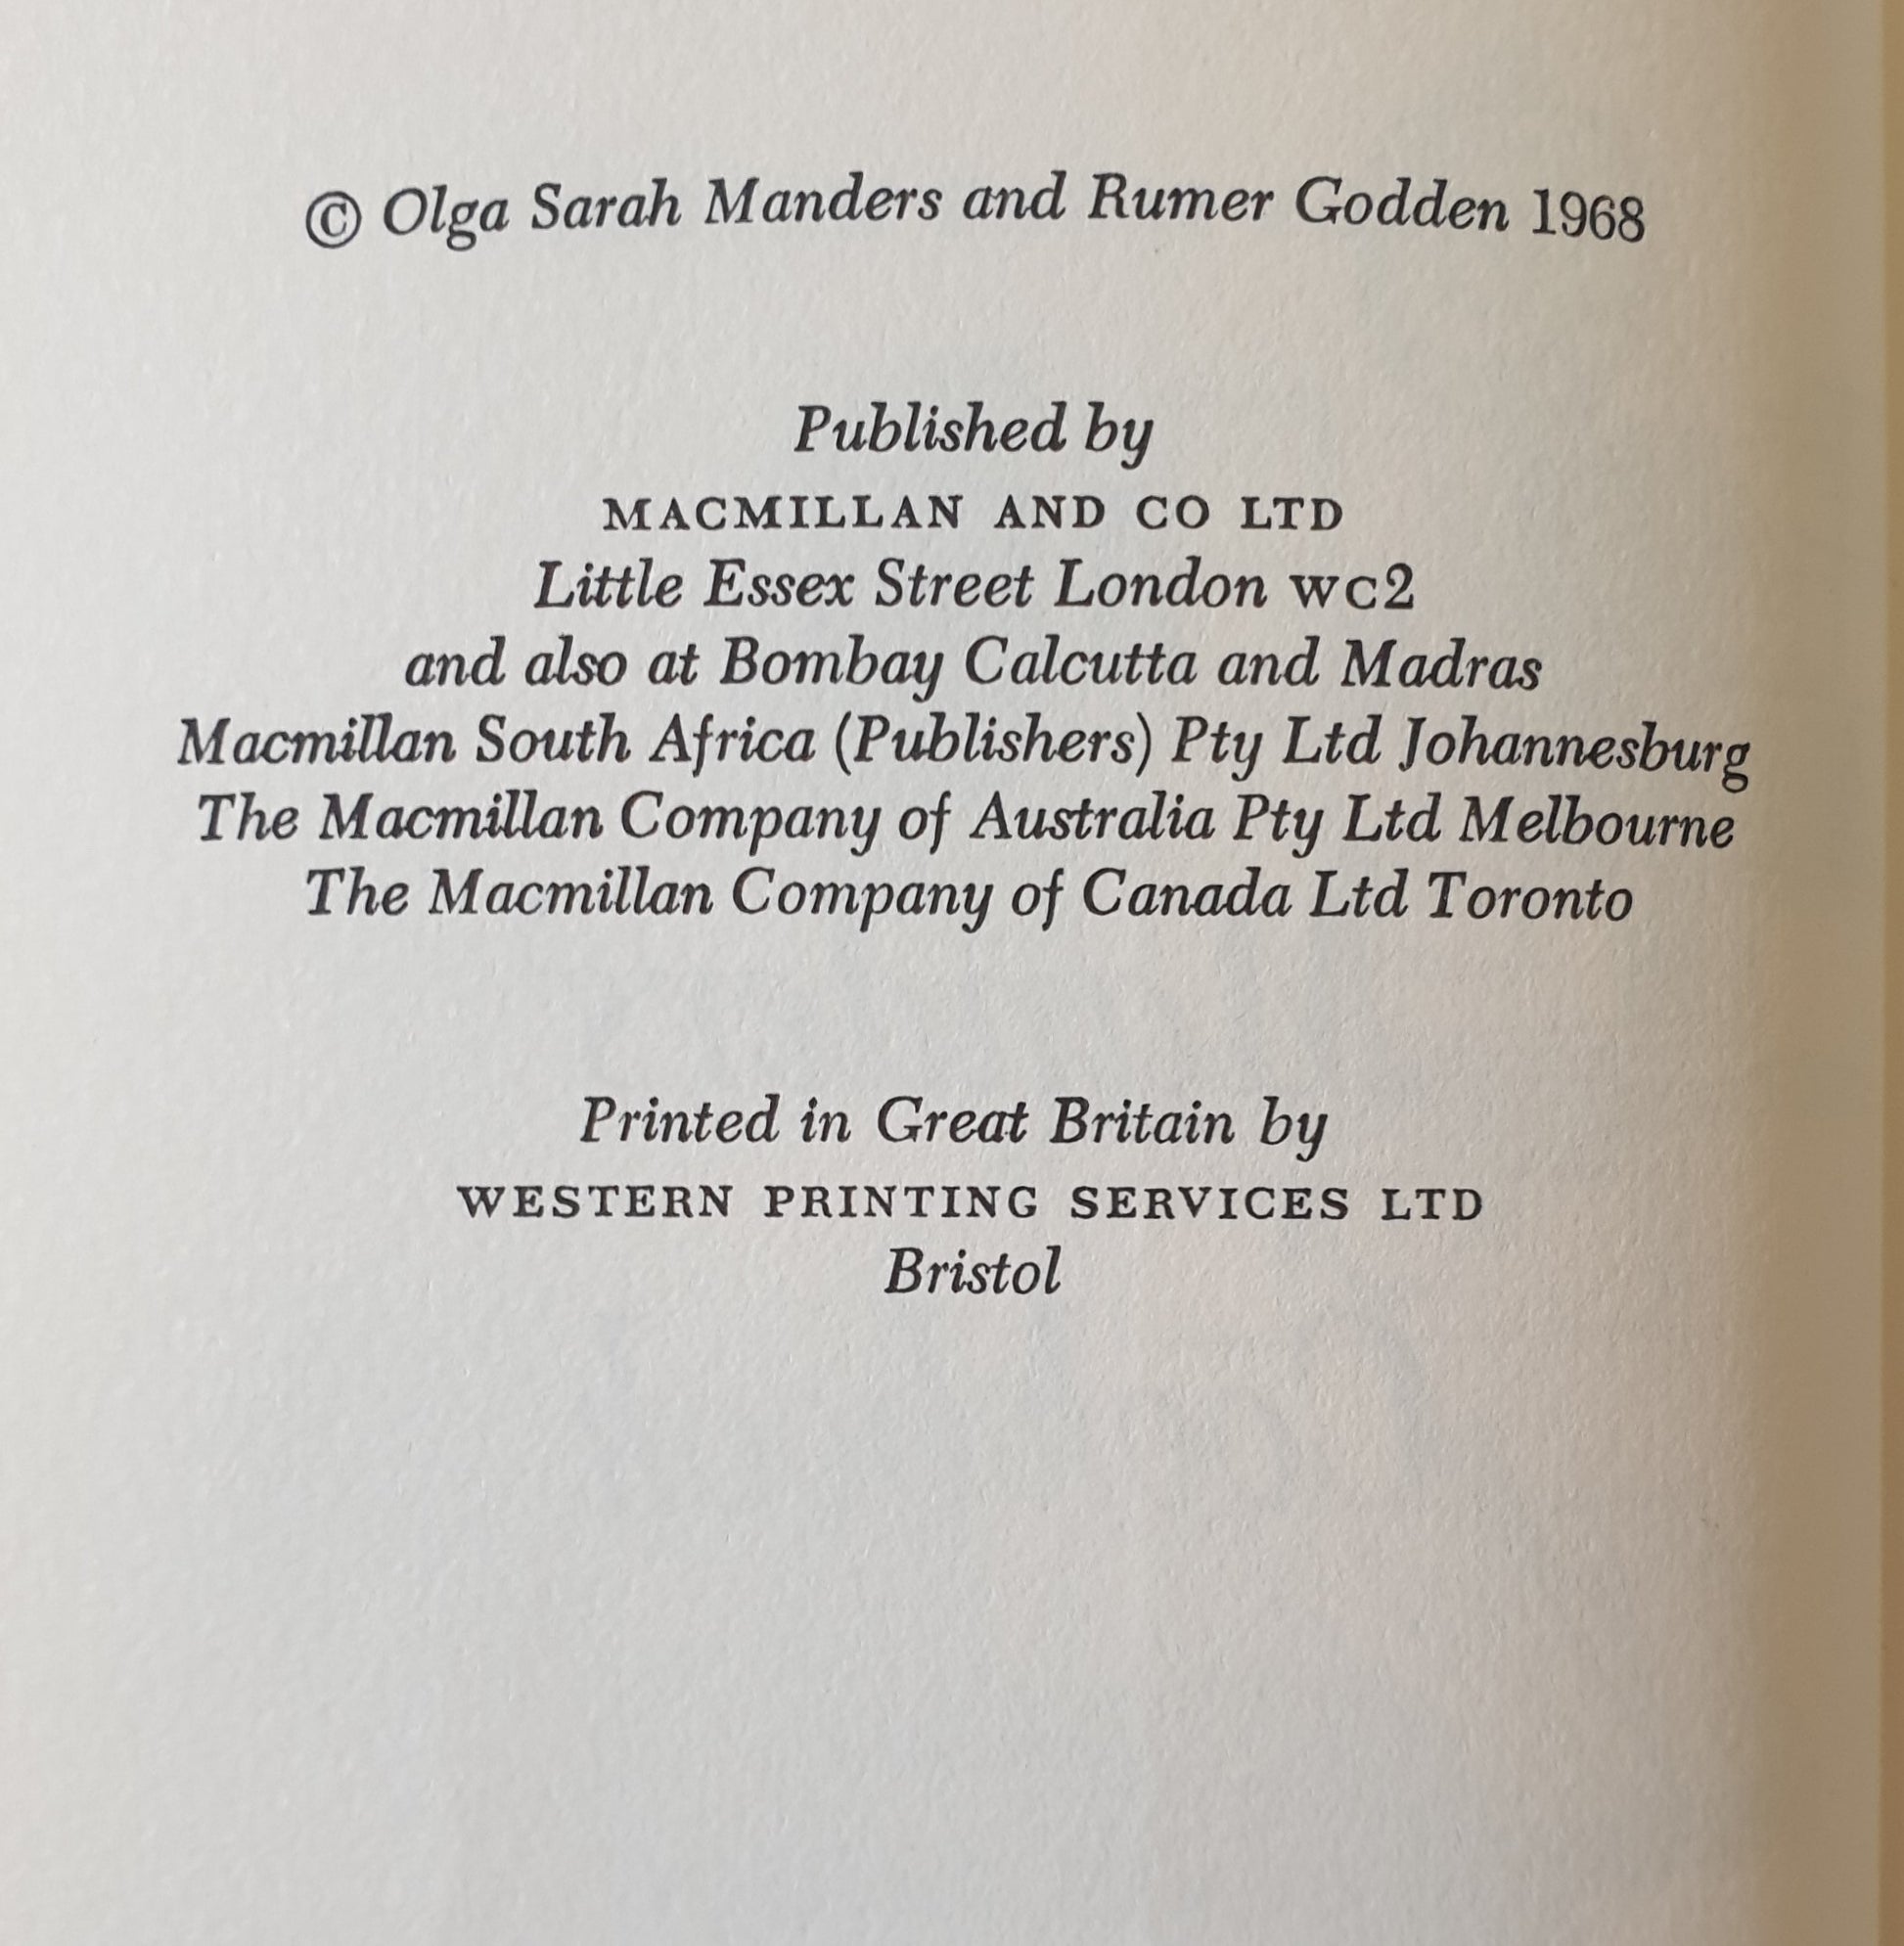 © Olga Sarah Manders and Rumer Godden 1968
Published by
MACMILLAN AND CO LTD
Little Essex Street London WC2
and also at Bombay Calcutta and Madras
Macmillan South Africa (Publishers) Pty Ltd Johannesburg
The Macmillan Company of Australia Pty Ltd Melbourne
The Macmillan Company of Canada Ltd Toronto
Printed in Great Britain by
WESTERN PRINTING SERVICES LTD
Bristol